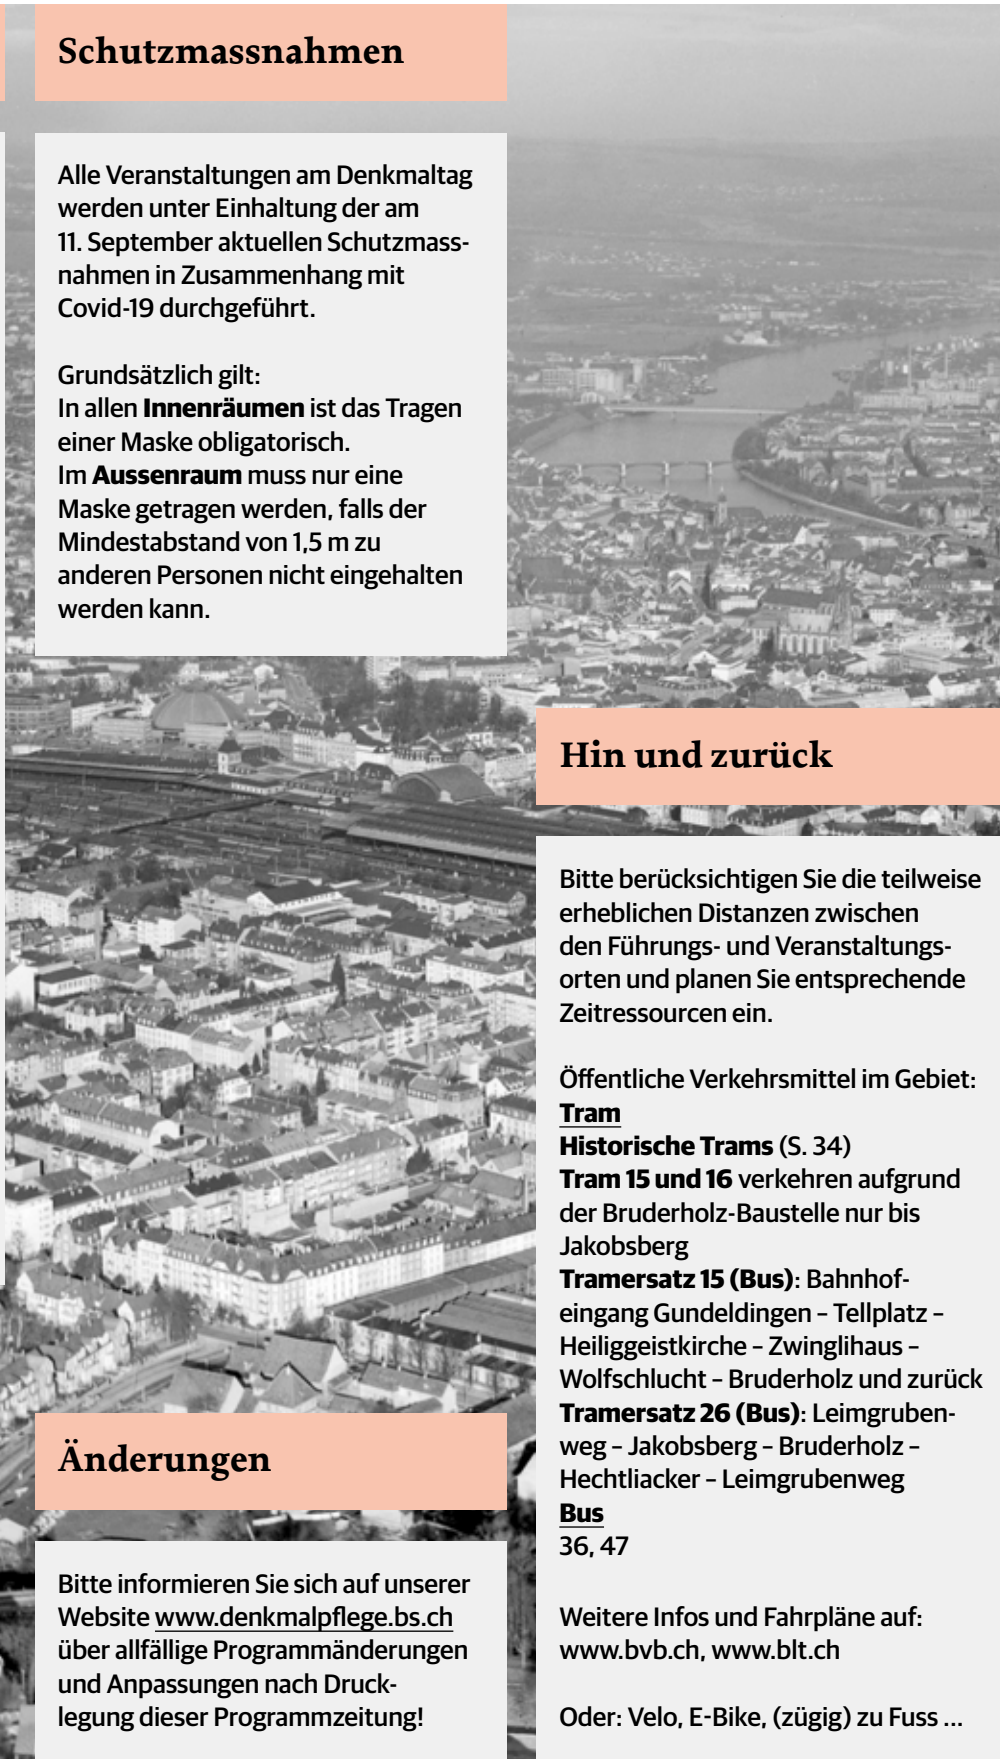 Schutzmassnahmen
Alle Veranstaltungen am Denkmaltag
werden unter Einhaltung der am
11. September aktuellen Schutzmass-
nahmen in Zusammenhang mit
Covid-19 durchgeführt.
Grundsätzlich gilt:
In allen Innenräumen ist das Tragen
einer Maske obligatorisch.
Im Aussenraum muss nur eine
Maske getragen werden, falls der
Mindestabstand von 1,5 m zu
anderen Personen nicht eingehalten
werden kann.
Änderungen
Bitte informieren Sie sich auf unserer
Website www.denkmalpflege.bs.ch
über allfällige Programmänderungen
und Anpassungen nach Druck-
legung dieser Programmzeitung!
Hin und zurück
Bitte berücksichtigen Sie die teilweise
erheblichen Distanzen zwischen
den Führungs- und Veranstaltungs-
orten und planen Sie entsprechende
Zeitressourcen ein.
Öffentliche Verkehrsmittel im Gebiet:
Tram
Historische Trams (S. 34)
Tram 15 und 16 verkehren aufgrund
der Bruderholz-Baustelle nur bis
Jakobsberg
Tramersatz 15 (Bus): Bahnhof-
eingang Gundeldingen – Tellplatz –
Heiliggeistkirche – Zwinglihaus –
Wolfschlucht – Bruderholz und zurück
Tramersatz 26 (Bus): Leimgruben-
weg – Jakobsberg – Bruderholz –
Hechtliacker – Leimgrubenweg
Bus
36, 47
Weitere Infos und Fahrpläne auf:
www.bvb.ch, www.blt.ch
Oder: Velo, E-Bike, (zügig) zu Fuss ...